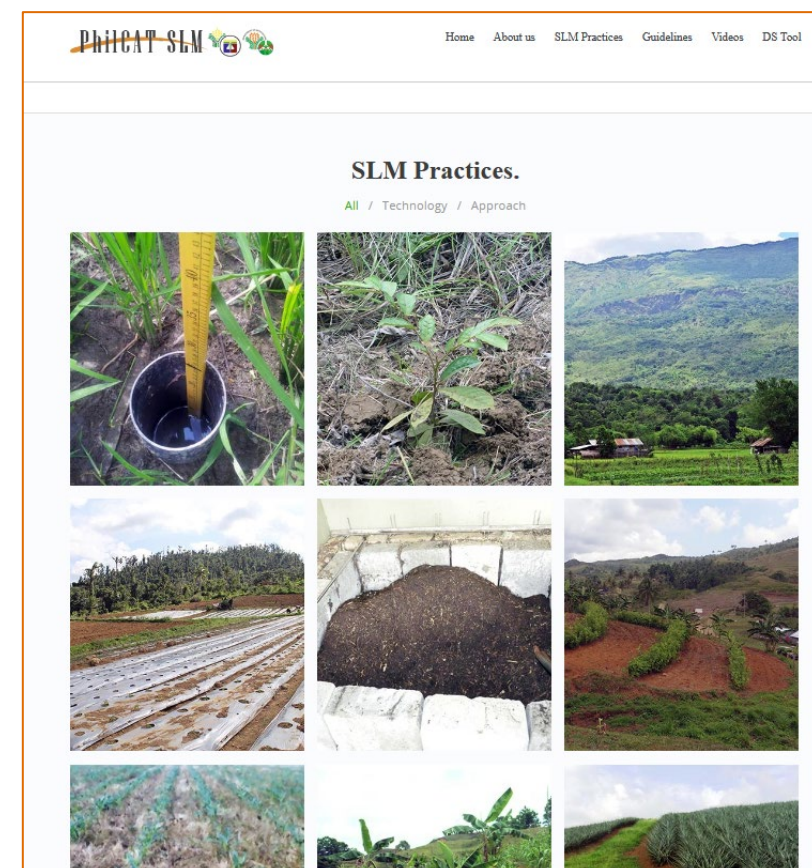 PhilCAT SLM
Home About us SLM Practices Guidelines Videos DS Tool
SLM Practices.
All / Technology / Approach